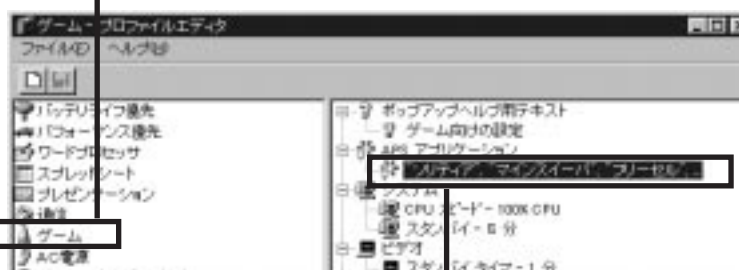 ゲーム - プロファイルエディタ
ファイル(F) ヘルプ(H)
バッテリライフ優先
パフォーマンス優先
ワードプロセッサ
スプレッドシート
プレゼンテーション
通信
ゲーム
AC電源
ポップアップヘルプ用テキスト
ゲーム向けの設定
APS アプリケーション
"ソリティア", "マインスイーパ", "フリーセル", ...
システム
CPU スピード - 100% CPU
スタンバイ - 5 分
ビデオ
スタンバイ タイマ - 1 分